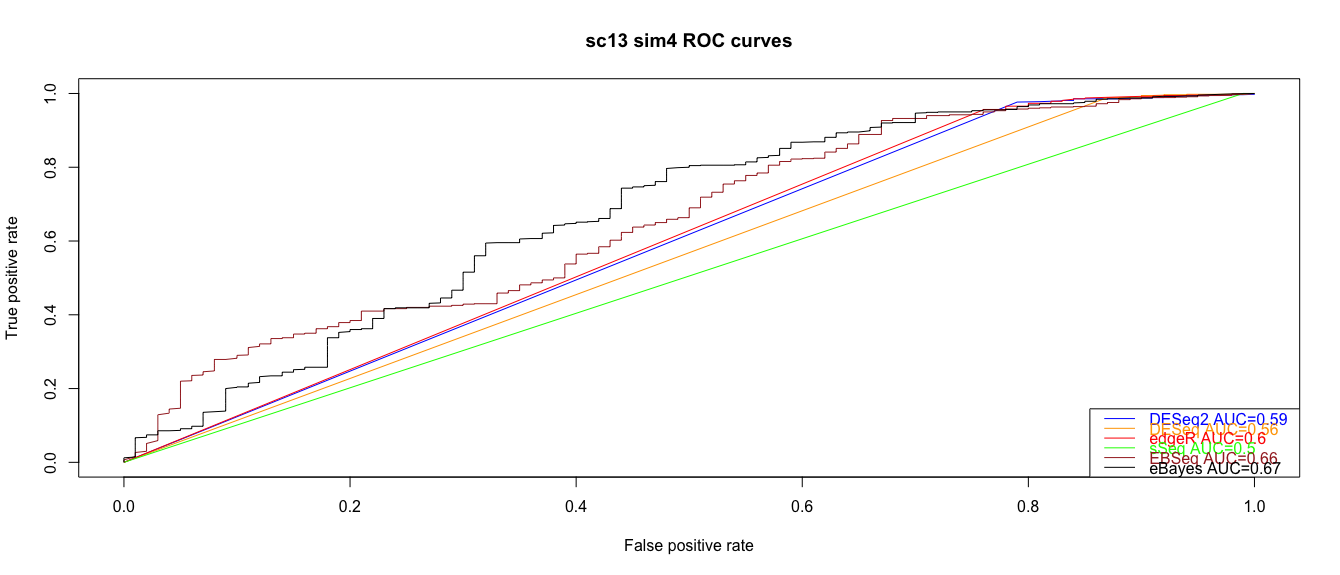 sc13 sim4 ROC curves
True positive rate
1.0
0.8
0.6
0.4
0.2
0.0
DESeq2 AUC=0.59
DESeq AUC=0.56
edgeR AUC=0.6
sSeq AUC=0.5
EBSeq AUC=0.66
eBayes AUC=0.67
0.0 0.2 0.4 0.6 0.8 1.0
False positive rate